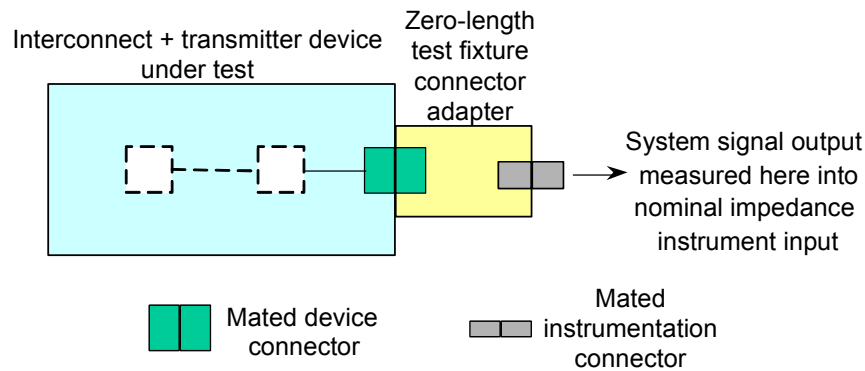 Interconnect + transmitter device
under test
Zero-length
test fixture
connector
adapter
System signal output
measured here into
nominal impedance
instrument input
Mated device
connector
Mated
instrumentation
connector